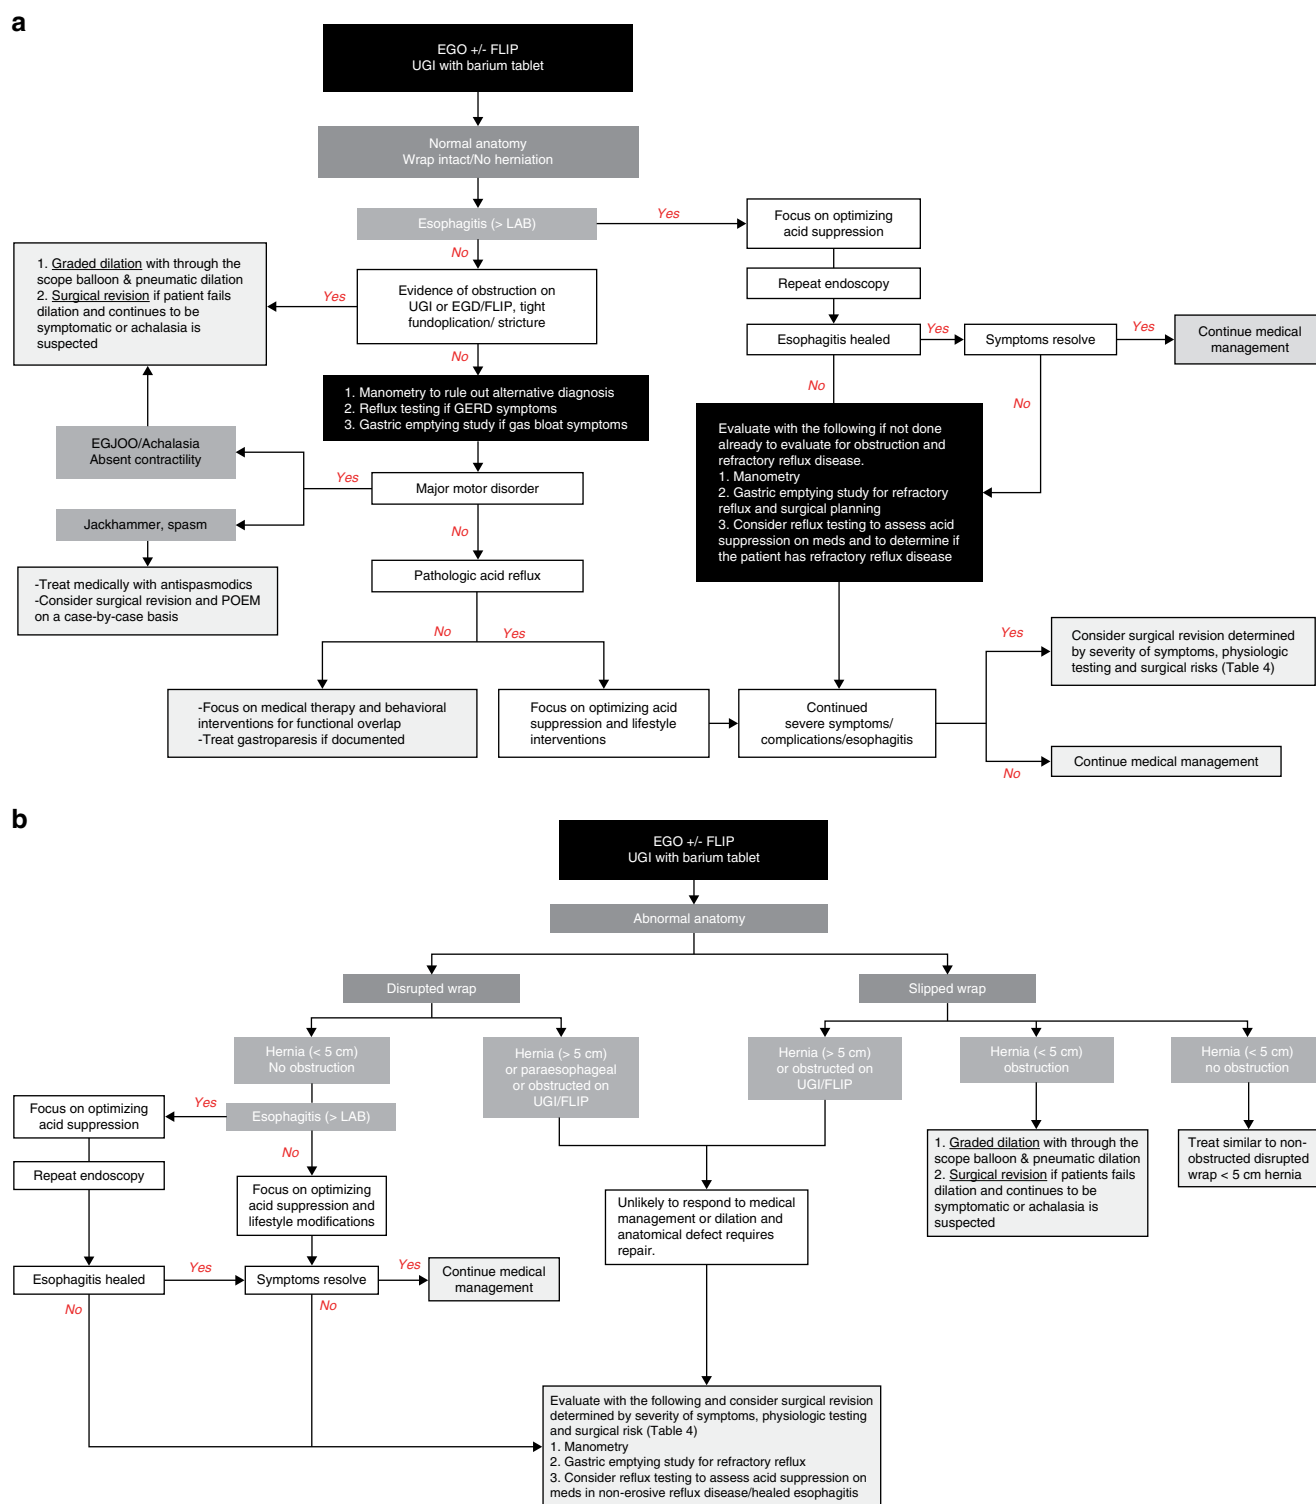 a
EGO +/- FLIP
UGI with barium tablet
Normal anatomy
Wrap intact/No herniation
Esophagitis (> LAB)
Yes
Focus on optimizing
acid suppression
No
1. Graded dilation with through the
scope balloon & pneumatic dilation
2. Surgical revision if patient fails
dilation and continues to be
symptomatic or achalasia is
suspected
Yes
Evidence of obstruction on
UGI or EGD/FLIP, tight
fundoplication/ stricture
Repeat endoscopy
Esophagitis healed
Yes
Symptoms resolve
Yes
Continue medical
management
No
No
No
1. Manometry to rule out alternative diagnosis
2. Reflux testing if GERD symptoms
3. Gastric emptying study if gas bloat symptoms
Evaluate with the following if not done
already to evaluate for obstruction and
refractory reflux disease.
1. Manometry
2. Gastric emptying study for refractory
reflux and surgical planning
3. Consider reflux testing to assess acid
suppression on meds and to determine if
the patient has refractory reflux disease
EGJOO/Achalasia
Absent contractility
Yes
Major motor disorder
Jackhammer, spasm
No
-Treat medically with antispasmodics
-Consider surgical revision and POEM
on a case-by-case basis
Pathologic acid reflux
No
Yes
-Focus on medical therapy and behavioral
interventions for functional overlap
-Treat gastroparesis if documented
Focus on optimizing acid
suppression and lifestyle
interventions
Continued
severe symptoms/
complications/esophagitis
Yes
Consider surgical revision determined
by severity of symptoms, physiologic
testing and surgical risks (Table 4)
No
Continue medical management
b
EGO +/- FLIP
UGI with barium tablet
Abnormal anatomy
Disrupted wrap
Slipped wrap
Hernia (< 5 cm)
No obstruction
Hernia (> 5 cm)
or paraesophageal
or obstructed on
UGI/FLIP
Hernia (> 5 cm)
or obstructed on
UGI/FLIP
Hernia (< 5 cm)
obstruction
Hernia (< 5 cm)
no obstruction
Focus on optimizing
acid suppression
Yes
Esophagitis (> LAB)
No
Repeat endoscopy
Focus on optimizing
acid suppression and
lifestyle modifications
Unlikely to respond to medical
management or dilation and
anatomical defect requires
repair.
1. Graded dilation with through the
scope balloon & pneumatic dilation
2. Surgical revision if patients fails
dilation and continues to be
symptomatic or achalasia is
suspected
Treat similar to non-
obstructed disrupted
wrap < 5 cm hernia
Esophagitis healed
Yes
Symptoms resolve
Yes
Continue medical
management
No
No
Evaluate with the following and consider surgical revision
determined by severity of symptoms, physiologic testing
and surgical risk (Table 4)
1. Manometry
2. Gastric emptying study for refractory reflux
3. Consider reflux testing to assess acid suppression on
meds in non-erosive reflux disease/healed esophagitis